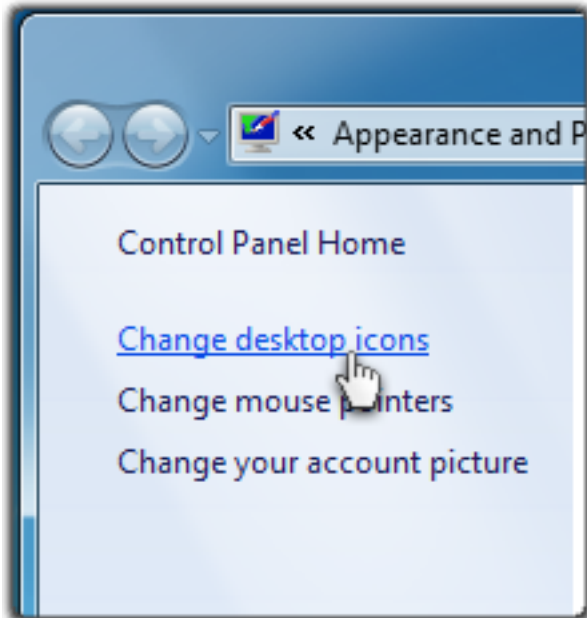 « Appearance and P
Control Panel Home
Change desktop icons
Change mouse pointers
Change your account picture